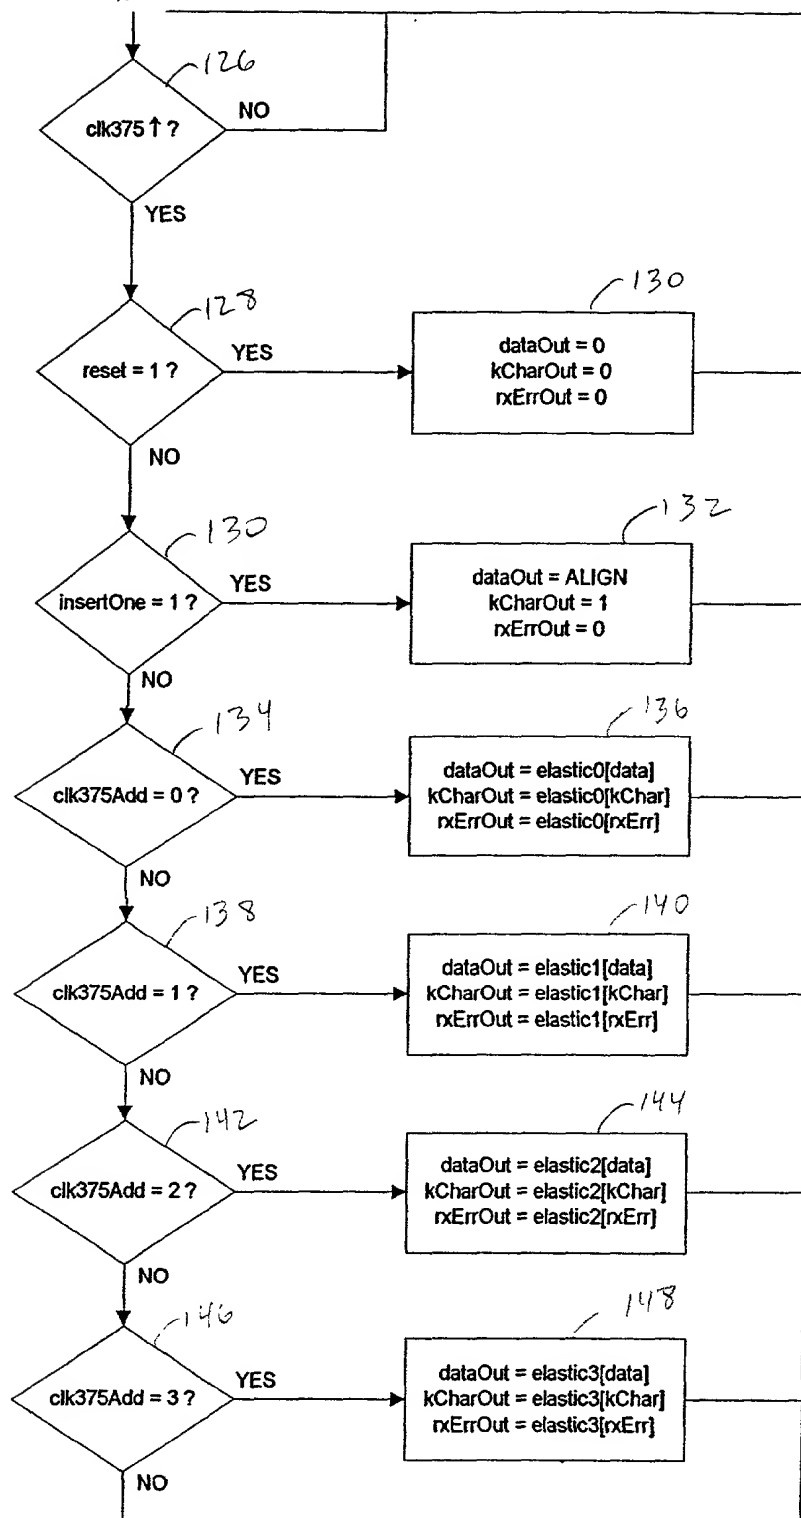 126
clk375 ↑ ?
NO
YES
128
130
reset = 1 ?
YES
dataOut = 0
kCharOut = 0
rxErrOut = 0
NO
130
132
insertOne = 1 ?
YES
dataOut = ALIGN
kCharOut = 1
rxErrOut = 0
NO
134
136
clk375Add = 0 ?
YES
dataOut = elastic0[data]
kCharOut = elastic0[kChar]
rxErrOut = elastic0[rxErr]
NO
138
140
clk375Add = 1 ?
YES
dataOut = elastic1[data]
kCharOut = elastic1[kChar]
rxErrOut = elastic1[rxErr]
NO
142
144
clk375Add = 2 ?
YES
dataOut = elastic2[data]
kCharOut = elastic2[kChar]
rxErrOut = elastic2[rxErr]
NO
146
148
clk375Add = 3 ?
YES
dataOut = elastic3[data]
kCharOut = elastic3[kChar]
rxErrOut = elastic3[rxErr]
NO